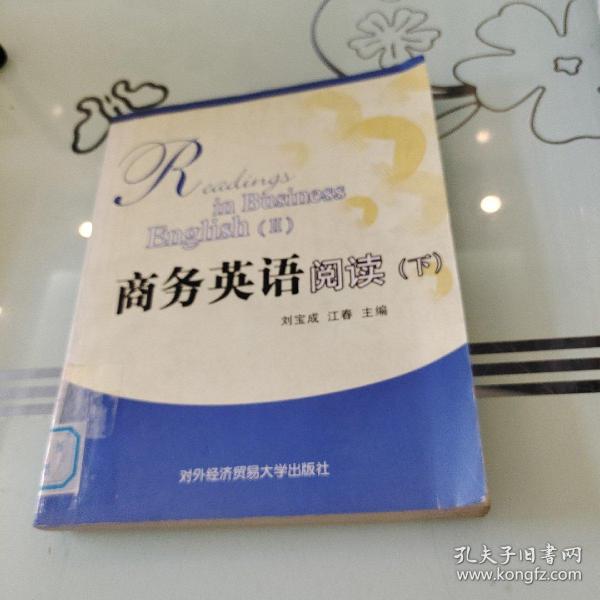 Readings
in Business
English (II)
商务英语阅读(下)
刘宝成 江春 主编
对外经济贸易大学出版社
孔夫子旧书网
www.kongfz.com